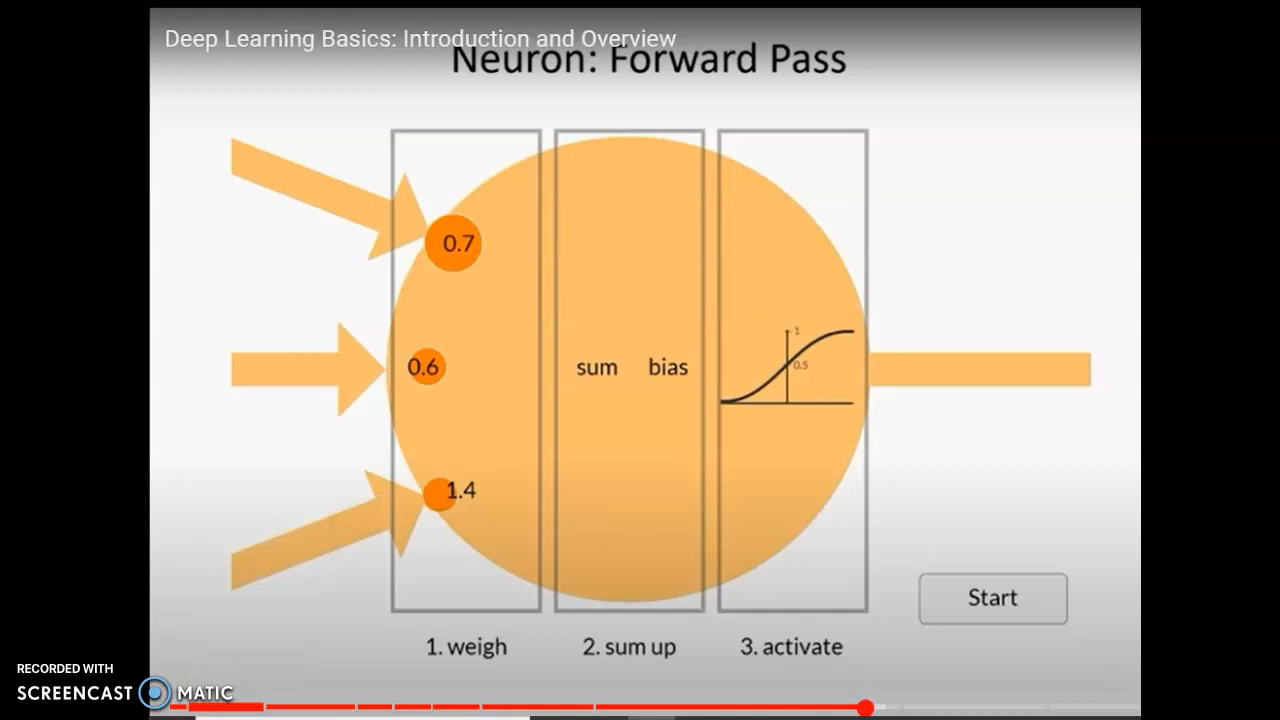 Deep Learning Basics: Introduction and Overview
Neuron: Forward Pass
0.7
0.6
1.4
sum bias
1
0.5
Start
1. weigh 2. sum up 3. activate
RECORDED WITH
SCREENCAST MATIC